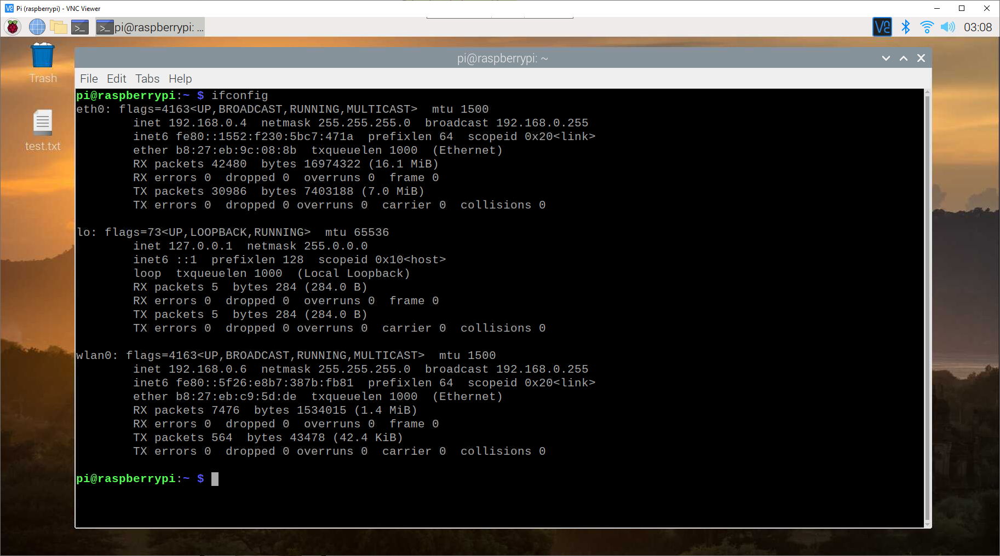 Pi (raspberrypi) - VNC Viewer
pi@raspberrypi: ...
03:08
Trash
test.txt
pi@raspberrypi: ~
File Edit Tabs Help
pi@raspberrypi:~ $ ifconfig
eth0: flags=4163<UP,BROADCAST,RUNNING,MULTICAST>  mtu 1500
        inet 192.168.0.4  netmask 255.255.255.0  broadcast 192.168.0.255
        inet6 fe80::1552:f230:5bc7:471a  prefixlen 64  scopeid 0x20<link>
        ether b8:27:eb:9c:08:8b  txqueuelen 1000  (Ethernet)
        RX packets 42480  bytes 16974322 (16.1 MiB)
        RX errors 0  dropped 0  overruns 0  frame 0
        TX packets 30986  bytes 7403188 (7.0 MiB)
        TX errors 0  dropped 0 overruns 0  carrier 0  collisions 0
lo: flags=73<UP,LOOPBACK,RUNNING>  mtu 65536
        inet 127.0.0.1  netmask 255.0.0.0
        inet6 ::1  prefixlen 128  scopeid 0x10<host>
        loop  txqueuelen 1000  (Local Loopback)
        RX packets 5  bytes 284 (284.0 B)
        RX errors 0  dropped 0  overruns 0  frame 0
        TX packets 5  bytes 284 (284.0 B)
        TX errors 0  dropped 0 overruns 0  carrier 0  collisions 0
wlan0: flags=4163<UP,BROADCAST,RUNNING,MULTICAST>  mtu 1500
        inet 192.168.0.6  netmask 255.255.255.0  broadcast 192.168.0.255
        inet6 fe80::5f26:e8b7:387b:fb81  prefixlen 64  scopeid 0x20<link>
        ether b8:27:eb:c9:5d:de  txqueuelen 1000  (Ethernet)
        RX packets 7476  bytes 1534015 (1.4 MiB)
        RX errors 0  dropped 0  overruns 0  frame 0
        TX packets 564  bytes 43478 (42.4 KiB)
        TX errors 0  dropped 0 overruns 0  carrier 0  collisions 0
pi@raspberrypi:~ $